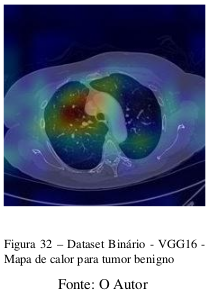 Figura 32 – Dataset Binário - VGG16 -
Mapa de calor para tumor benigno
Fonte: O Autor